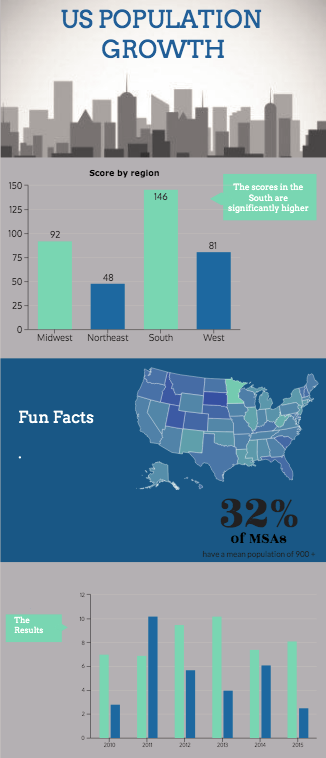 US POPULATION
GROWTH
Score by region
150
125
100
75
50
25
0
92
48
146
81
Midwest Northeast South West
The scores in the
South are
significantly higher
Fun Facts
.
32%
of MSAs
have a mean population of 900 +
The
Results
12
10
8
6
4
2
0
2010 2011 2012 2013 2014 2015